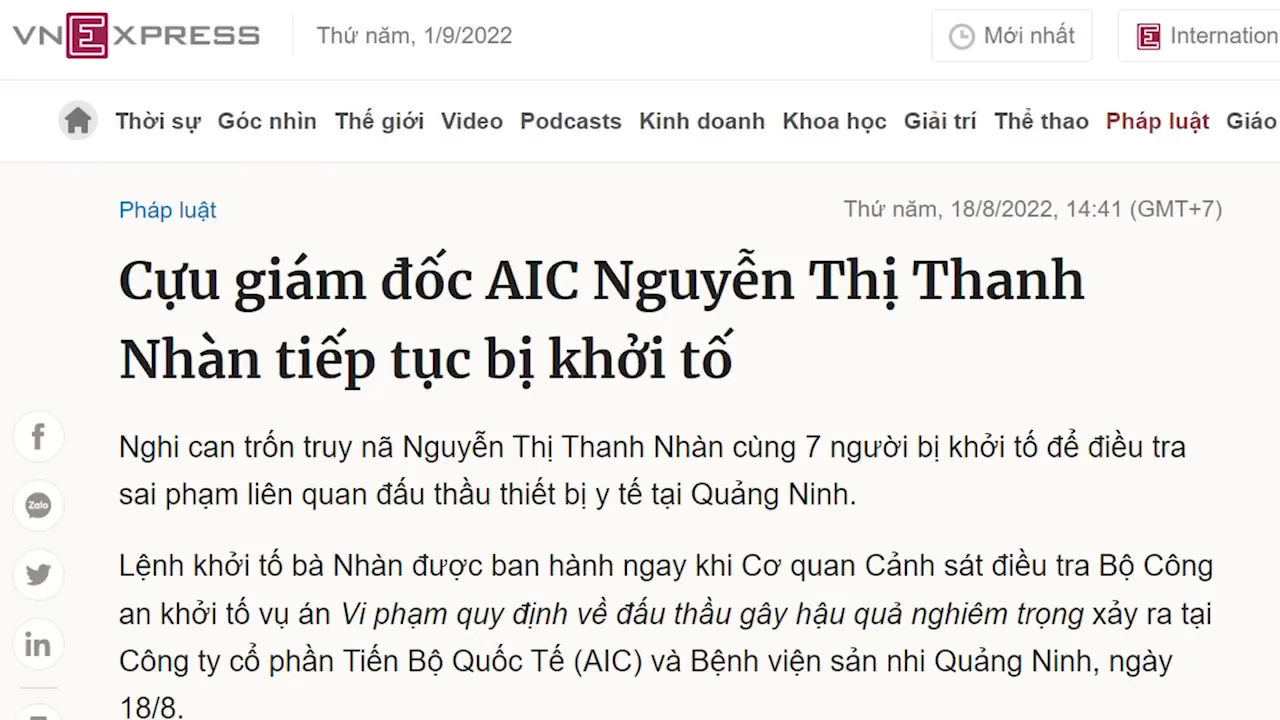 VNEXPRESS Thứ năm, 1/9/2022 Mới nhất Internation
Thời sự Góc nhìn Thế giới Video Podcasts Kinh doanh Khoa học Giải trí Thể thao Pháp luật Giáo
Pháp luật Thứ năm, 18/8/2022, 14:41 (GMT+7)
Cựu giám đốc AIC Nguyễn Thị Thanh
Nhàn tiếp tục bị khởi tố
Nghi can trốn truy nã Nguyễn Thị Thanh Nhàn cùng 7 người bị khởi tố để điều tra
sai phạm liên quan đấu thầu thiết bị y tế tại Quảng Ninh.
Lệnh khởi tố bà Nhàn được ban hành ngay khi Cơ quan Cảnh sát điều tra Bộ Công
an khởi tố vụ án Vi phạm quy định về đấu thầu gây hậu quả nghiêm trọng xảy ra tại
Công ty cổ phần Tiến Bộ Quốc Tế (AIC) và Bệnh viện sản nhi Quảng Ninh, ngày
18/8.
Zalo